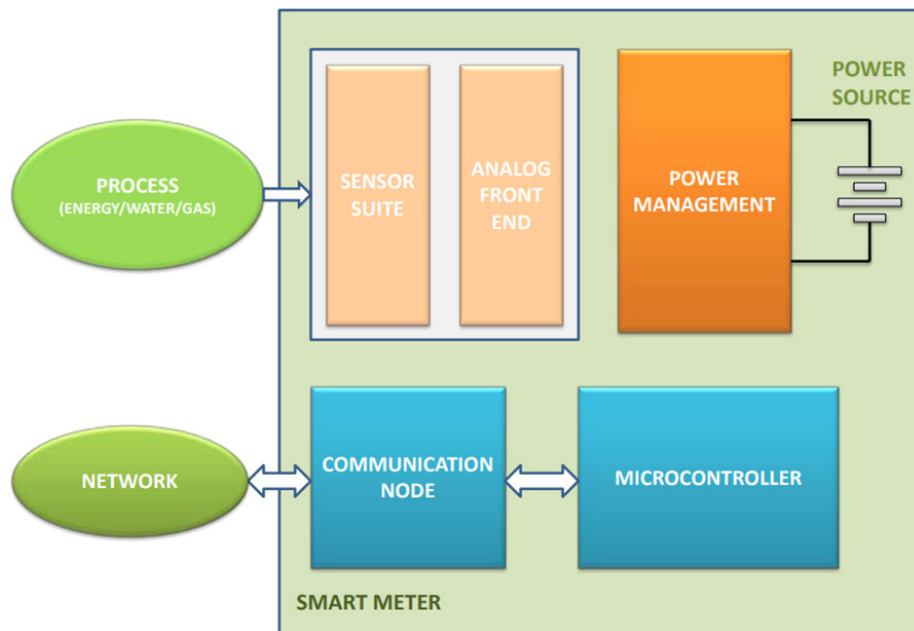 POWER
SOURCE
PROCESS
(ENERGY/WATER/GAS)
SENSOR
SUITE
ANALOG
FRONT
END
POWER
MANAGEMENT
NETWORK
COMMUNICATION
NODE
MICROCONTROLLER
SMART METER